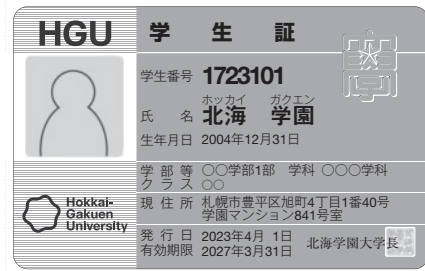 HGU 学生証
学生番号 1723101
ホッカイ ガクエン
氏名 北海 学園
生年月日 2004年12月31日
学部等 〇〇学部1部 学科 〇〇〇学科
クラス 〇〇
現住所 札幌市豊平区旭町4丁目1番40号
学園マンション841号室
発行日 2023年4月 1日
有効期限 2027年3月31日
北海学園大学長
Hokkai-
Gakuen
University